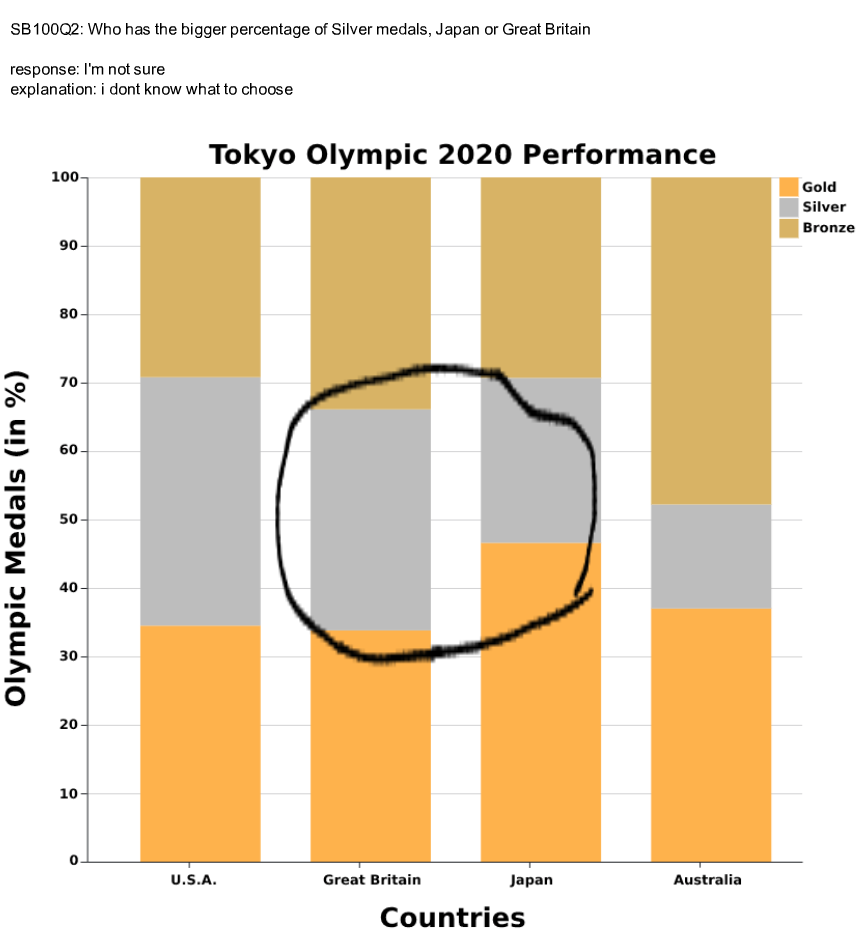 SB100Q2: Who has the bigger percentage of Silver medals, Japan or Great Britain
response: I'm not sure
explanation: i dont know what to choose
Tokyo Olympic 2020 Performance
Gold
Silver
Bronze
Olympic Medals (in %)
100
90
80
70
60
50
40
30
20
10
0
U.S.A. Great Britain Japan Australia
Countries